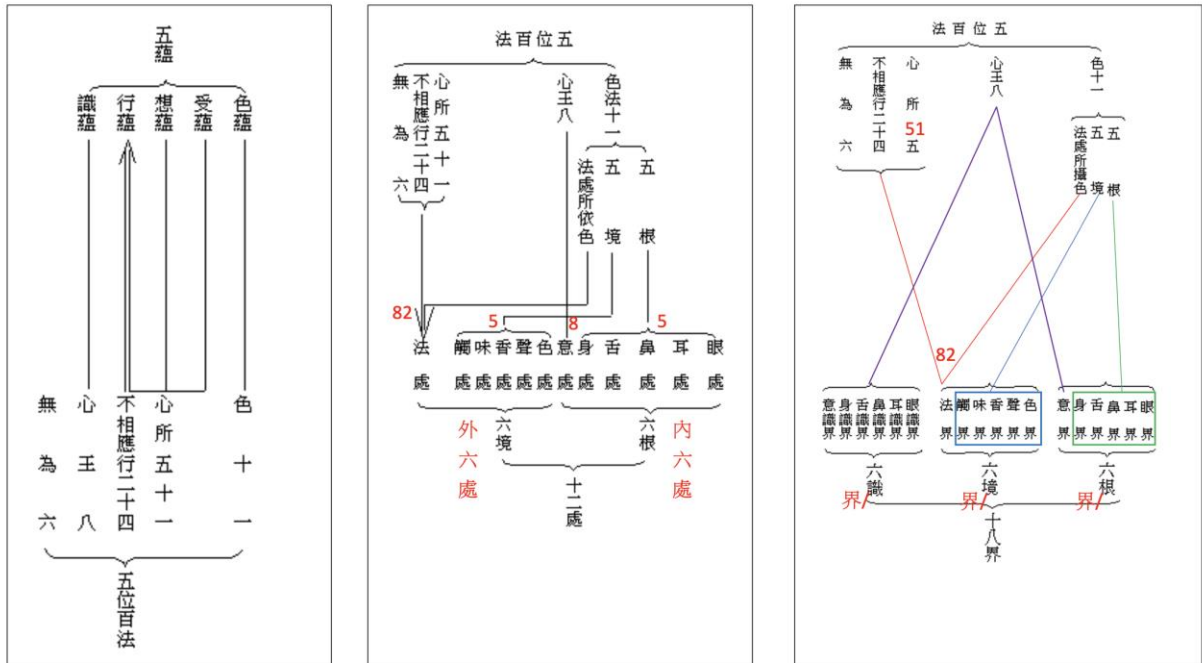 五蘊
色蘊
受蘊
想蘊
行蘊
識蘊
色十一
心所五十一
不相應行二十四
心王八
無為六
五位百法
五位百法
色法十一
心王八
心所五十一
不相應行二十四
無為六
五根
五境
法處所依色
82
5
8
5
眼處
耳處
鼻處
舌處
身處
意處
色處
聲處
香處
味處
觸處
法處
六根
內六處
六境
外六處
十二處
五位百法
色十一
心王八
心所五
51
不相應行二十四
無為六
五根
五境
法處所攝色
82
眼界
耳界
鼻界
舌界
身界
意界
色界
聲界
香界
味界
觸界
法界
眼識界
耳識界
鼻識界
舌識界
身識界
意識界
六根
界/
六境
界/
六識
界/
十八界